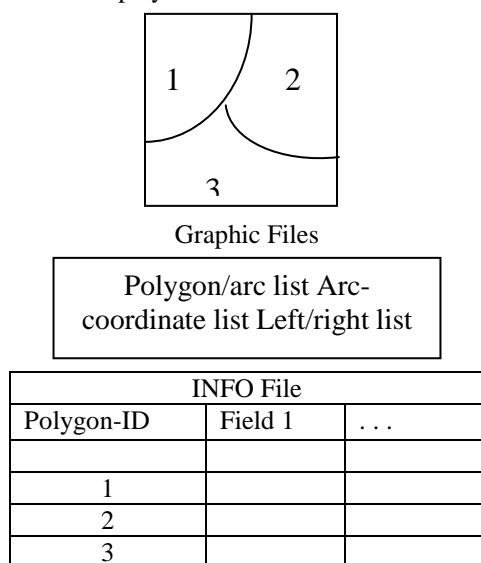 1
2
3
Graphic Files
Polygon/arc list Arc-
coordinate list Left/right list
INFO File
Polygon-ID Field 1 . . .
1
2
3